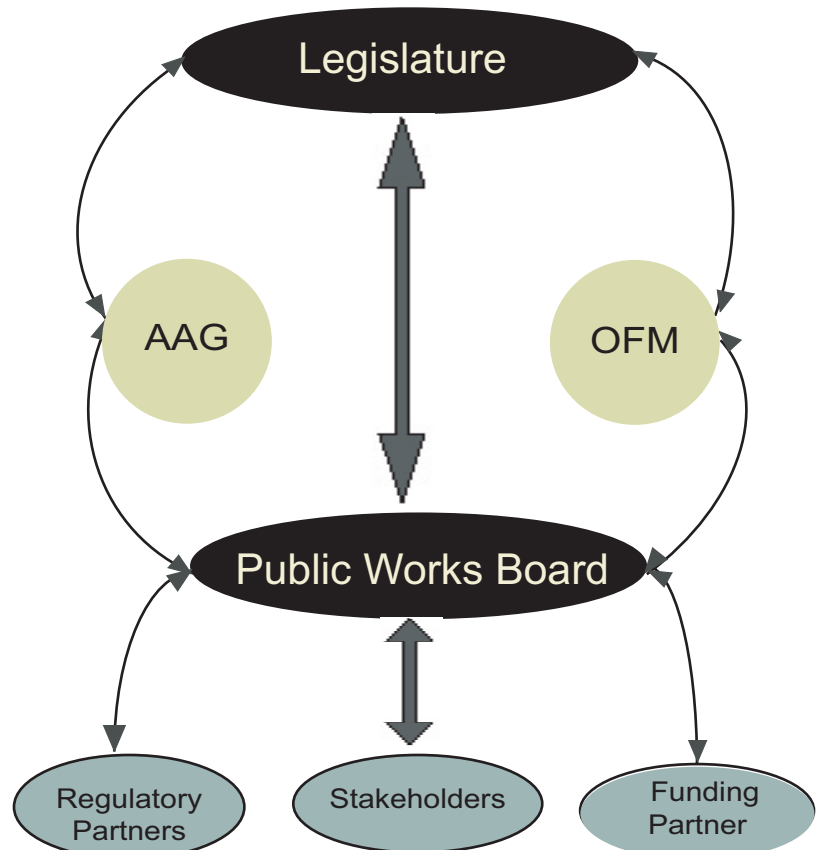 Legislature
AAG
OFM
Public Works Board
Regulatory
Partners
Stakeholders
Funding
Partner